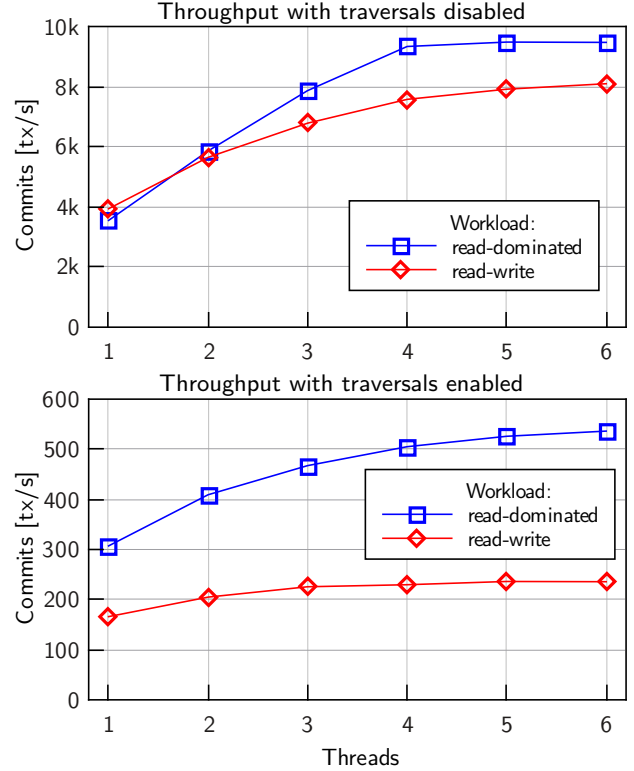 Throughput with traversals disabled
Commits [tx/s]
10k
8k
6k
4k
2k
0
Workload:
read-dominated
read-write
1 2 3 4 5 6
Throughput with traversals enabled
Commits [tx/s]
600
500
400
300
200
100
0
Workload:
read-dominated
read-write
1 2 3 4 5 6
Threads